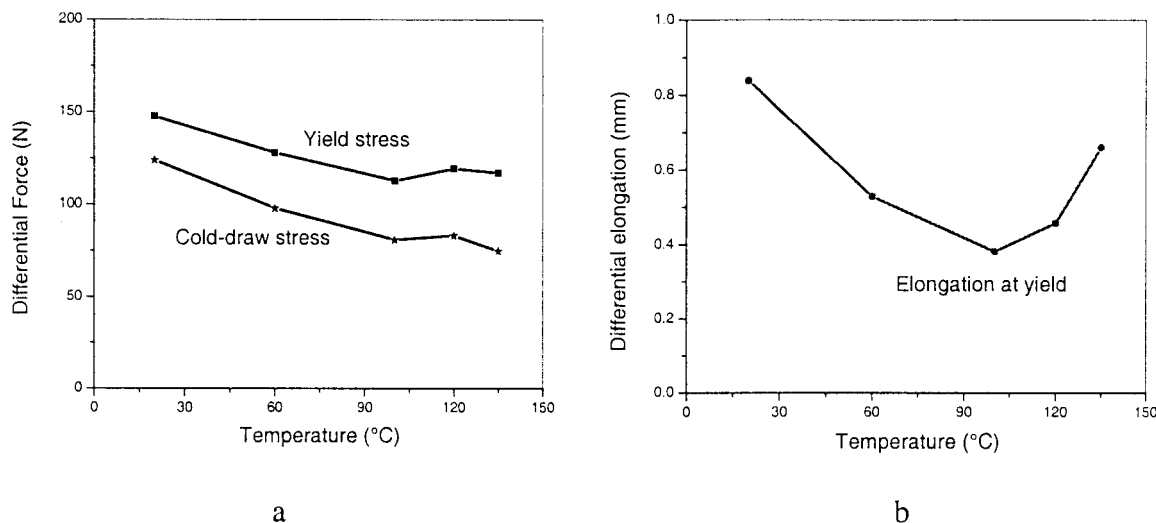 200
150
100
50
0
Differential Force (N)
Yield stress
Cold-draw stress
0 30 60 90 120 150
Temperature (°C)
a
1.0
0.8
0.6
0.4
0.2
0.0
Differential elongation (mm)
Elongation at yield
0 30 60 90 120 150
Temperature (°C)
b